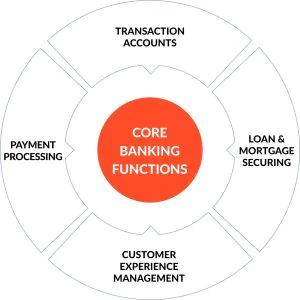 TRANSACTION
ACCOUNTS
PAYMENT
PROCESSING
CORE
BANKING
FUNCTIONS
LOAN &
MORTGAGE
SECURING
CUSTOMER
EXPERIENCE
MANAGEMENT